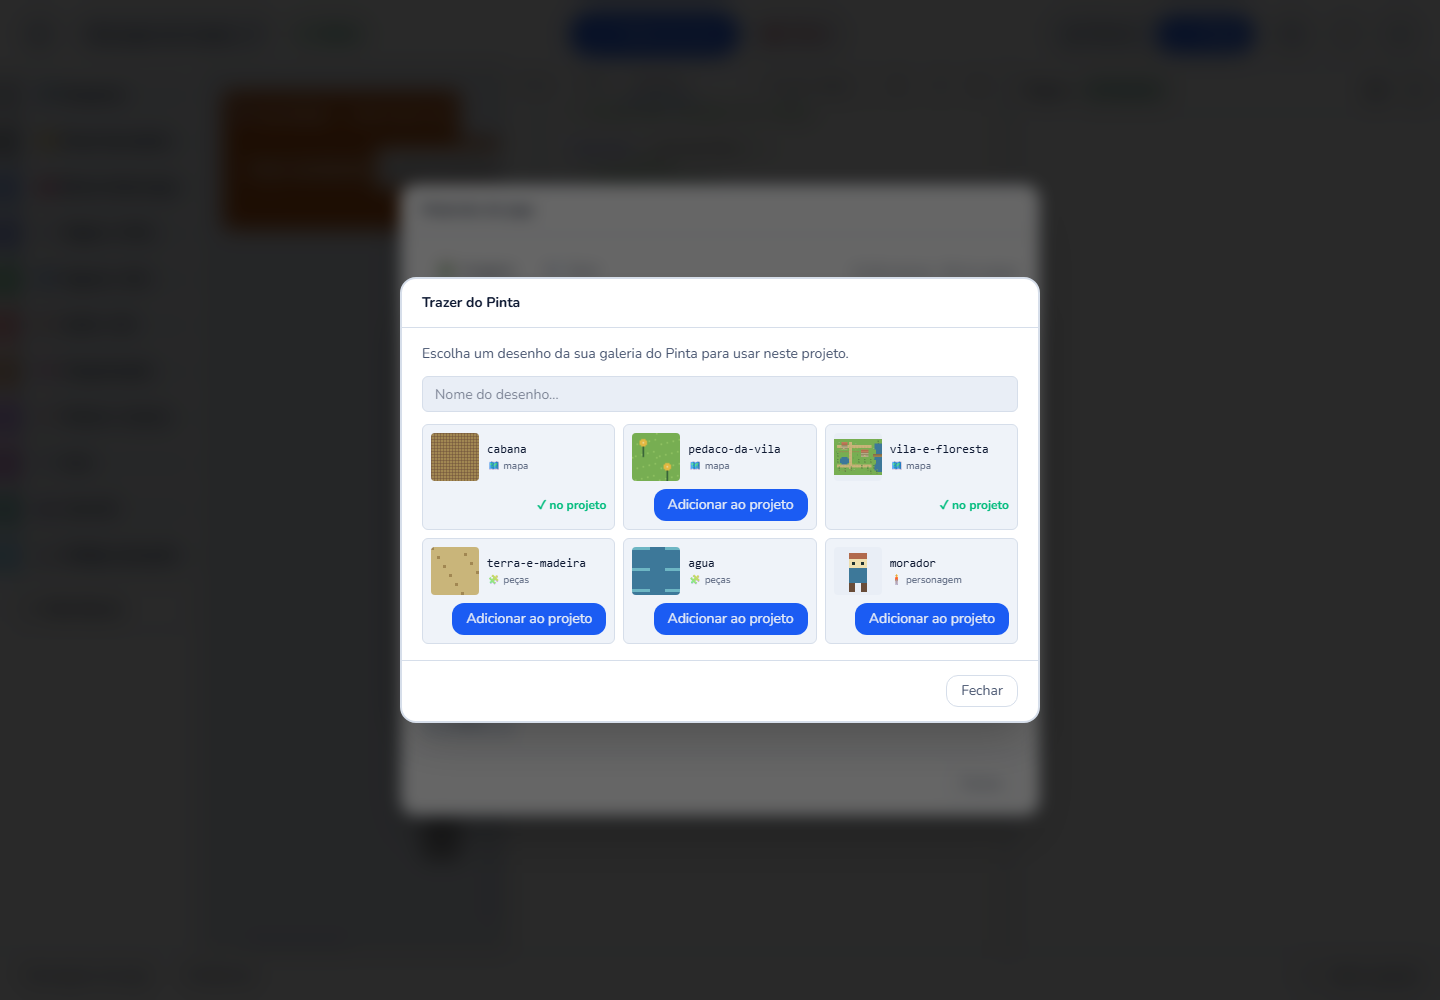 Trazer do Pinta
Escolha um desenho da sua galeria do Pinta para usar neste projeto.
Nome do desenho...
cabana
mapa
✓ no projeto
pedaco-da-vila
mapa
Adicionar ao projeto
vila-e-floresta
mapa
✓ no projeto
terra-e-madeira
peças
Adicionar ao projeto
agua
peças
Adicionar ao projeto
morador
personagem
Adicionar ao projeto
Fechar